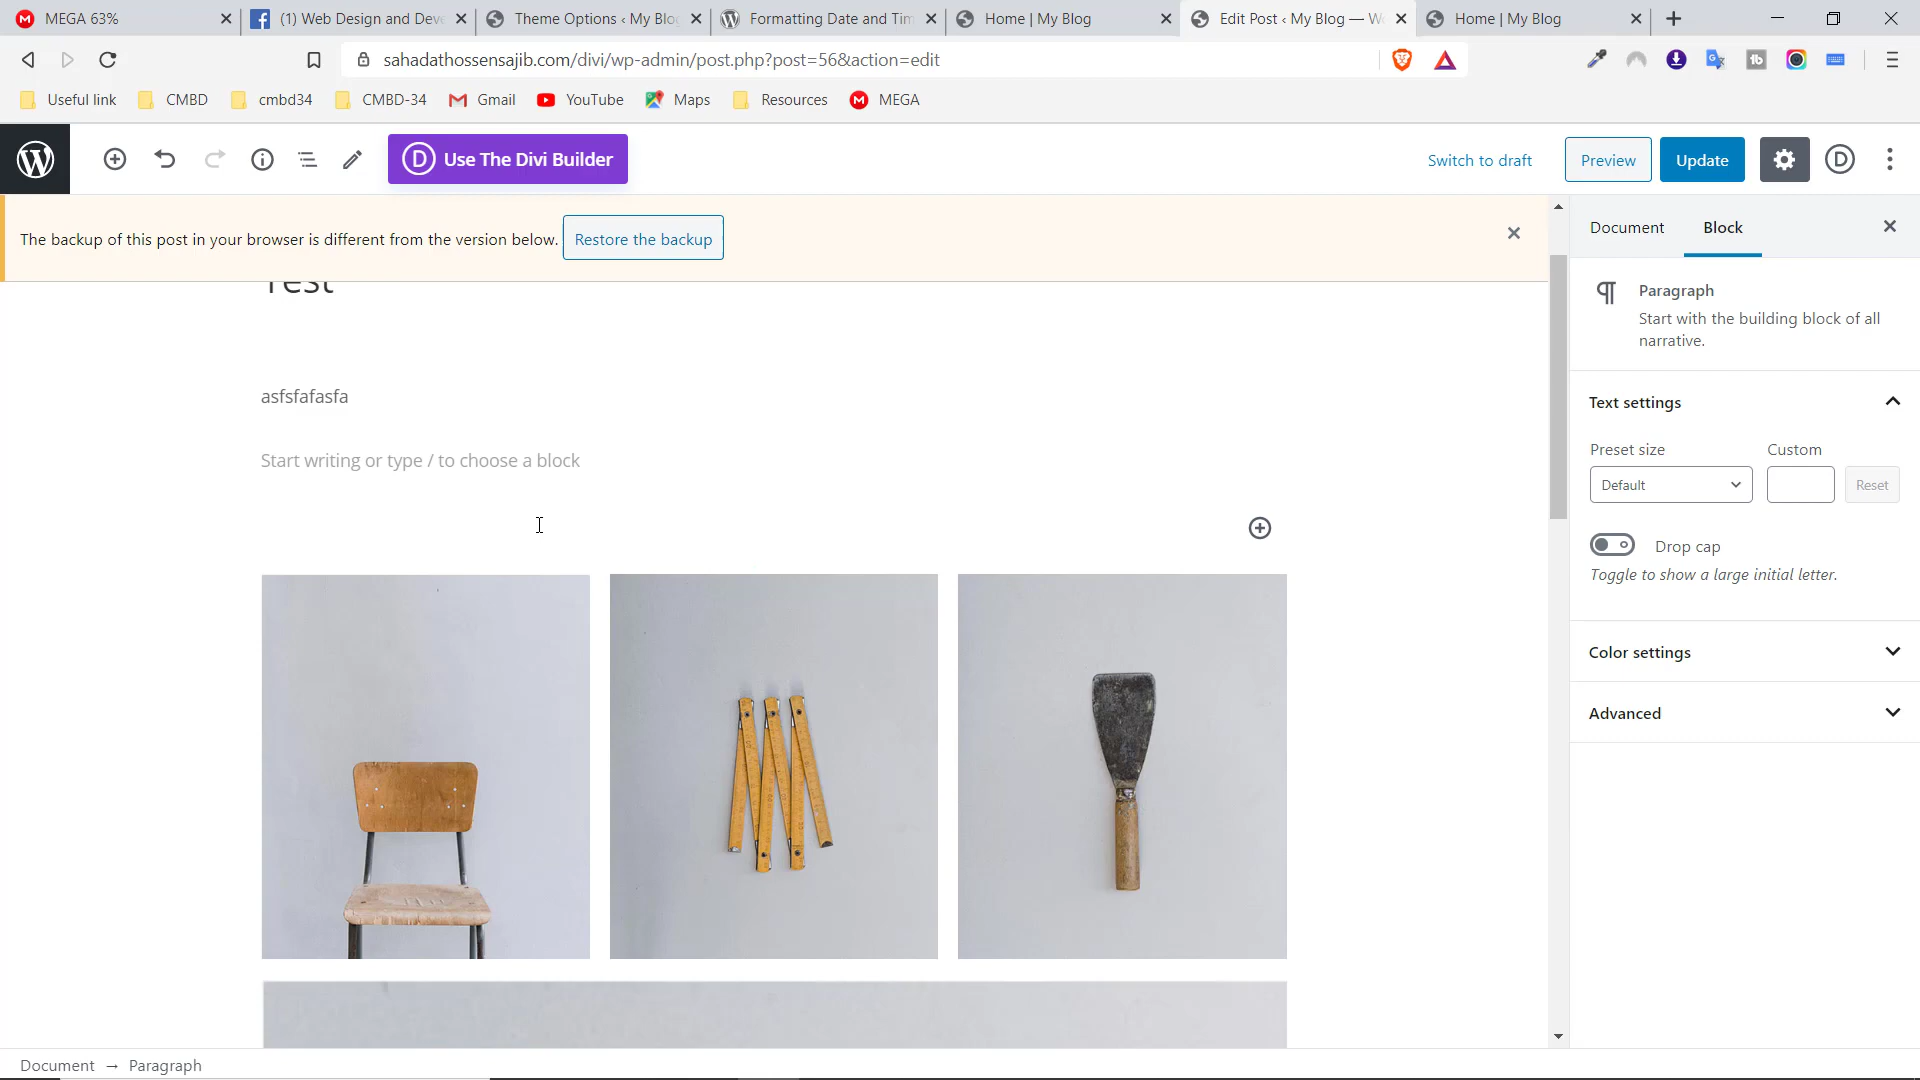 MEGA 63%
(1) Web Design and Deve
Theme Options ‹ My Blog
Formatting Date and Tim
Home | My Blog
Edit Post ‹ My Blog — W
Home | My Blog
sahadathossensajib.com/divi/wp-admin/post.php?post=56&action=edit
Useful link
CMBD
cmbd34
CMBD-34
Gmail
YouTube
Maps
Resources
MEGA
Use The Divi Builder
Switch to draft
Preview
Update
The backup of this post in your browser is different from the version below.
Restore the backup
Test
asfsfafasfa
Start writing or type / to choose a block
Document
Block
Paragraph
Start with the building block of all
narrative.
Text settings
Preset size
Custom
Default
Reset
Drop cap
Toggle to show a large initial letter.
Color settings
Advanced
Document → Paragraph